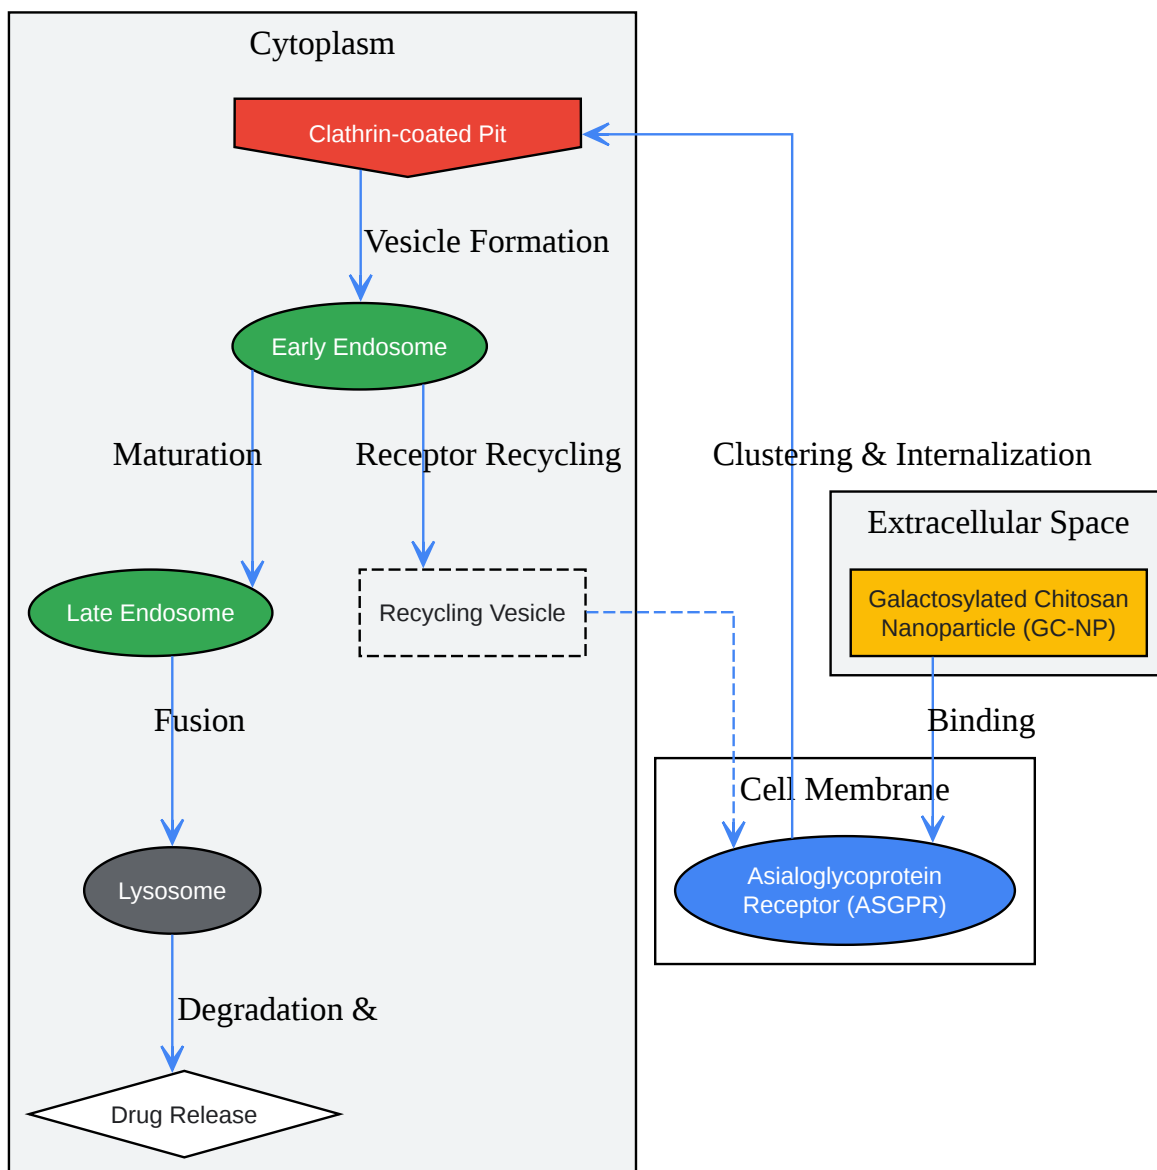 Cytoplasm
Clathrin-coated Pit
Vesicle Formation
Early Endosome
Maturation
Receptor Recycling
Clustering & Internalization
Extracellular Space
Galactosylated Chitosan
Nanoparticle (GC-NP)
Late Endosome
Recycling Vesicle
Fusion
Binding
Cell Membrane
Asialoglycoprotein
Receptor (ASGPR)
Lysosome
Degradation &
Drug Release